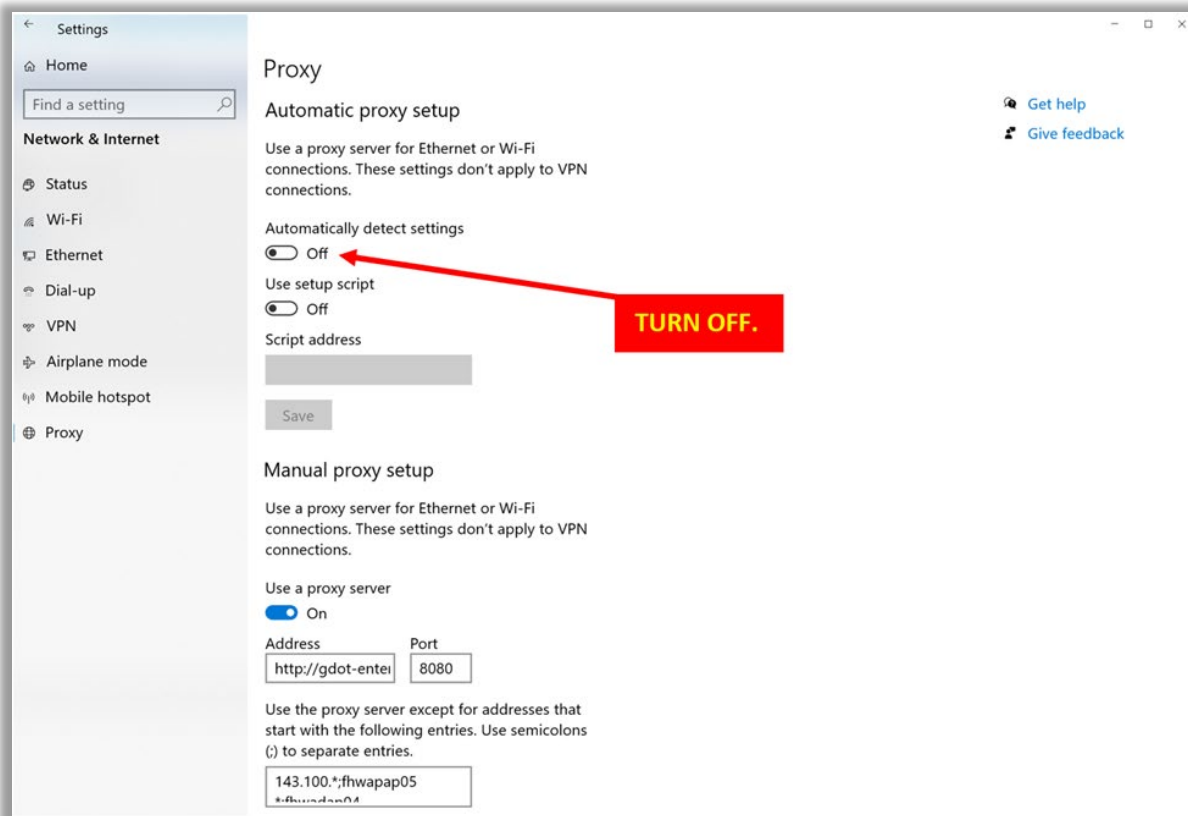 Settings
Home
Find a setting
Network & Internet
Status
Wi-Fi
Ethernet
Dial-up
VPN
Airplane mode
Mobile hotspot
Proxy
Proxy
Automatic proxy setup
Use a proxy server for Ethernet or Wi-Fi
connections. These settings don't apply to VPN
connections.
Automatically detect settings
Off
Use setup script
Off
Script address
Save
Manual proxy setup
Use a proxy server for Ethernet or Wi-Fi
connections. These settings don't apply to VPN
connections.
Use a proxy server
On
Address Port
http://gdot-enter 8080
Use the proxy server except for addresses that
start with the following entries. Use semicolons
(;) to separate entries.
143.100.*;fhwapap05
TURN OFF.
Get help
Give feedback